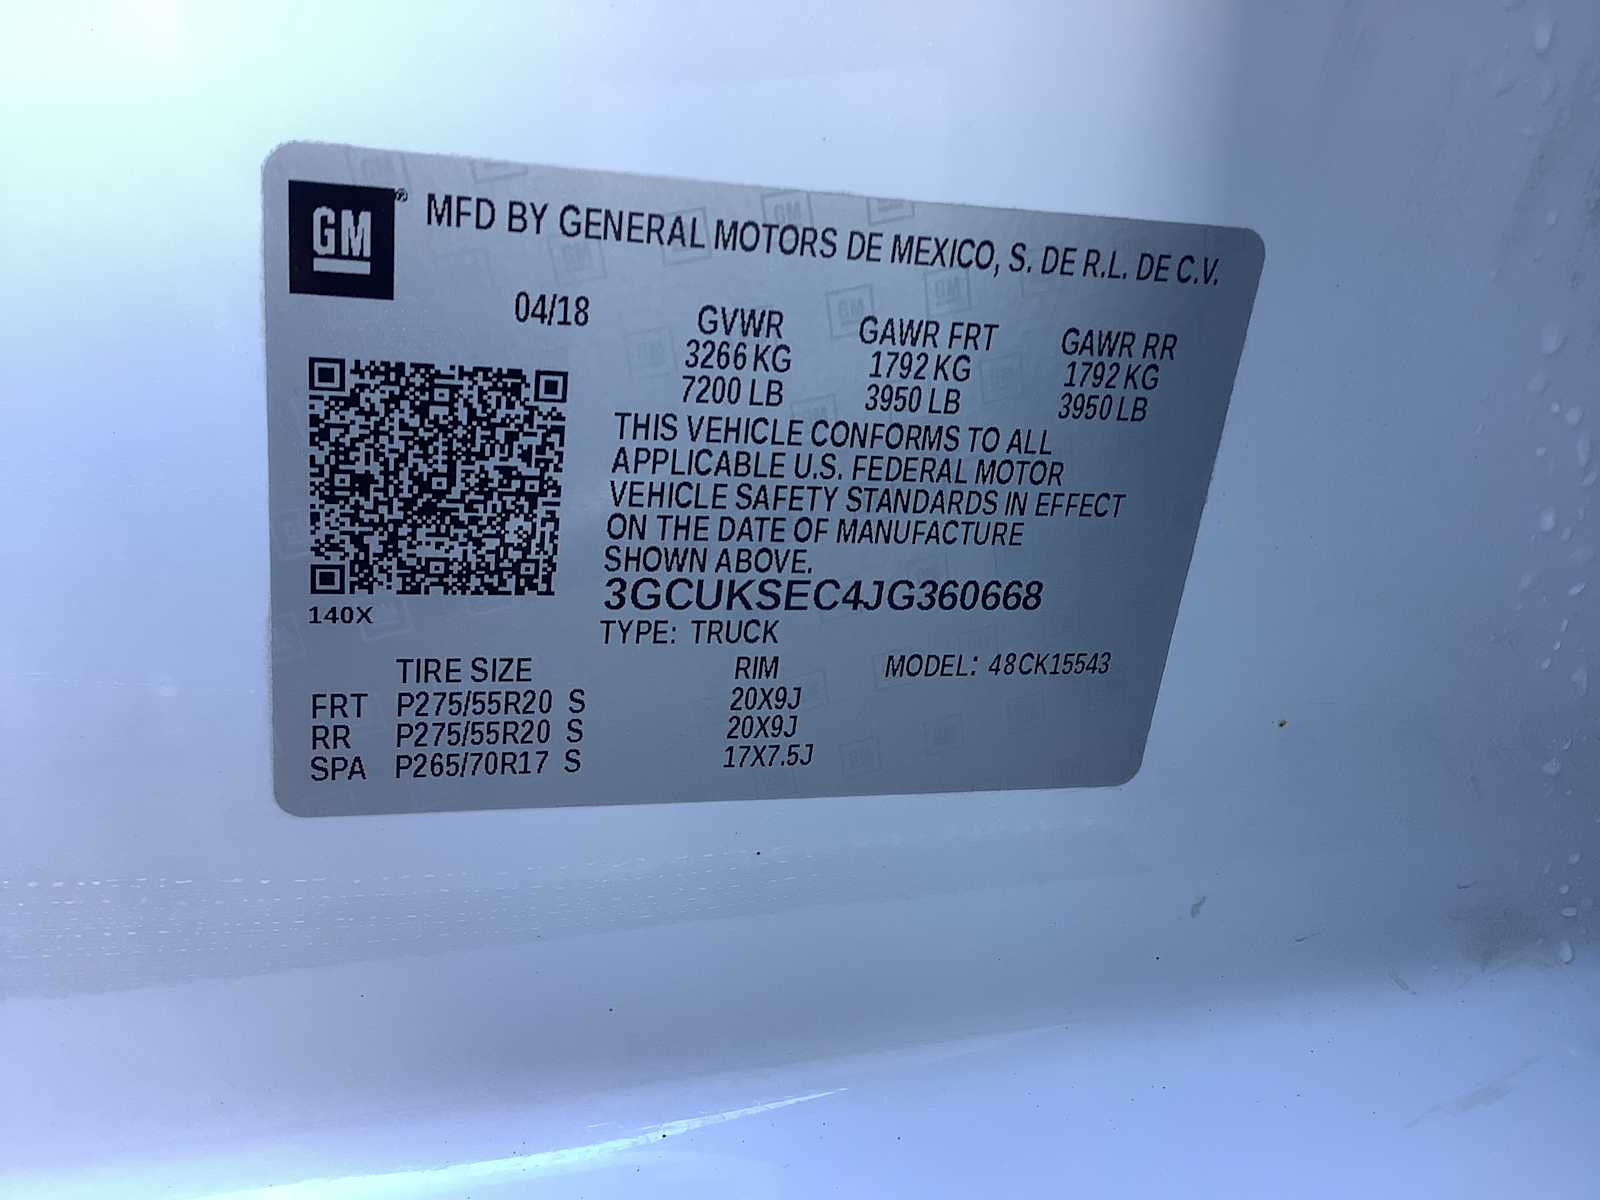 GM® MFD BY GENERAL MOTORS DE MEXICO, S. DE R.L. DE C.V.
04/18
GVWR GAWR FRT GAWR RR
3266 KG 1792 KG 1792 KG
7200 LB 3950 LB 3950 LB
THIS VEHICLE CONFORMS TO ALL
APPLICABLE U.S. FEDERAL MOTOR
VEHICLE SAFETY STANDARDS IN EFFECT
ON THE DATE OF MANUFACTURE
SHOWN ABOVE.
3GCUKSEC4JG360668
140X
TYPE: TRUCK
TIRE SIZE RIM MODEL: 48CK15543
FRT P275/55R20 S 20X9J
RR P275/55R20 S 20X9J
SPA P265/70R17 S 17X7.5J